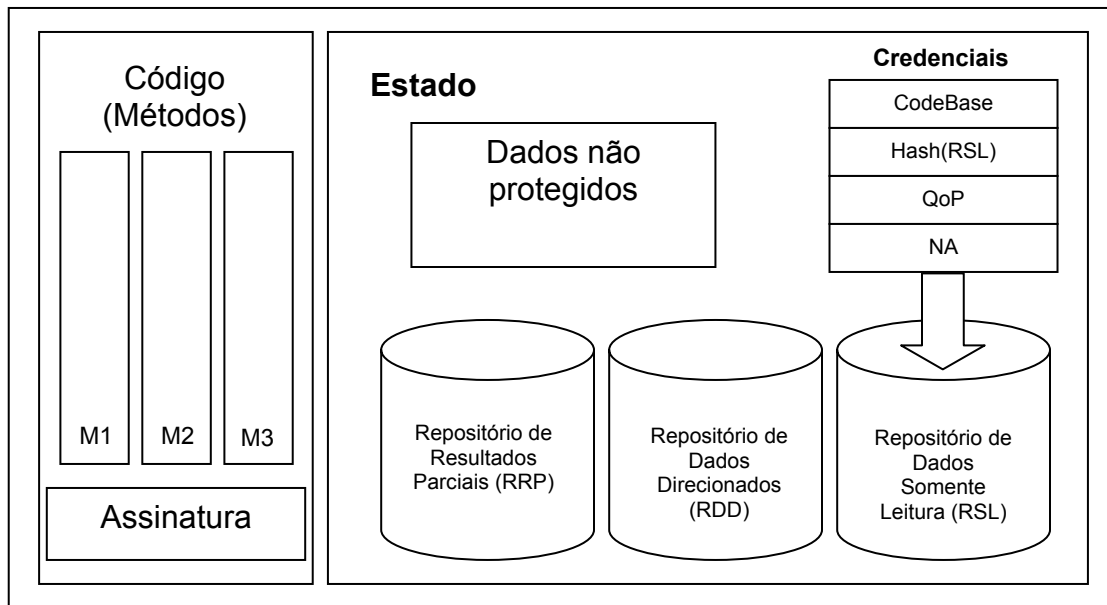 Código
(Métodos)
M1
M2
M3
Assinatura
Estado
Dados não
protegidos
Credenciais
CodeBase
Hash(RSL)
QoP
NA
Repositório de
Resultados
Parciais (RRP)
Repositório de
Dados
Direcionados
(RDD)
Repositório de
Dados
Somente
Leitura (RSL)